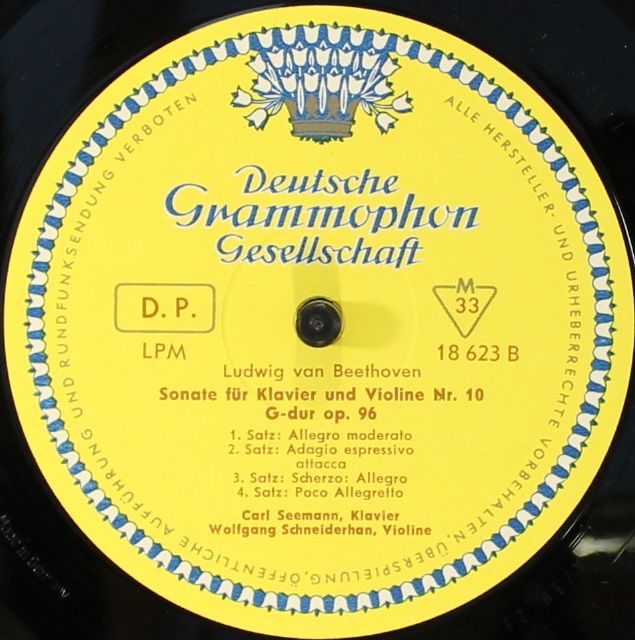 ALLE HERSTELLER- UND URHEBERRECHTE VORBEHALTEN, ÜBERSPIELUNG, ÖFFENTLICHE AUFFÜHRUNG UND RUNDFUNKSENDUNG VERBOTEN
Deutsche
Grammophon
Gesellschaft
D. P.
M
33
LPM
18 623 B
Ludwig van Beethoven
Sonate für Klavier und Violine Nr. 10
G-dur op. 96
1. Satz: Allegro moderato
2. Satz: Adagio espressivo
attacca
3. Satz: Scherzo: Allegro
4. Satz: Poco Allegretto
Carl Seemann, Klavier
Wolfgang Schneiderhan, Violine